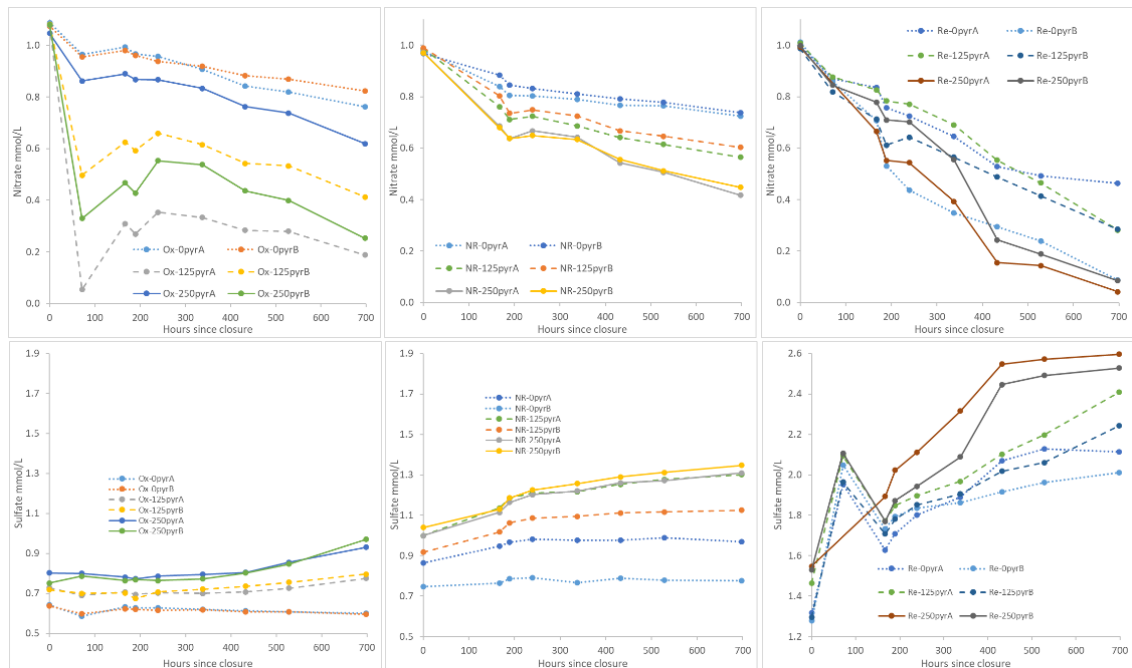 Nitrate mmol/L
1.0
0.8
0.6
0.4
0.2
0.0
Ox-0pyrA
Ox-0pyrB
Ox-125pyrA
Ox-125pyrB
Ox-250pyrA
Ox-250pyrB
0 100 200 300 400 500 600 700
Hours since closure
Nitrate mmol/L
1.0
0.8
0.6
0.4
0.2
0.0
NR-0pyrA
NR-0pyrB
NR-125pyrA
NR-125pyrB
NR-250pyrA
NR-250pyrB
0 100 200 300 400 500 600 700
Hours since closure
Nitrate mmol/L
1.0
0.8
0.6
0.4
0.2
0.0
Re-0pyrA
Re-0pyrB
Re-125pyrA
Re-125pyrB
Re-250pyrA
Re-250pyrB
0 100 200 300 400 500 600 700
Hours since closure
Sulfate mmol/L
1.9
1.7
1.5
1.3
1.1
0.9
0.7
0.5
Ox-0pyrA
Ox-0pyrB
Ox-125pyrA
Ox-125pyrB
Ox-250pyrA
Ox-250pyrB
0 100 200 300 400 500 600 700
Hours since closure
Sulfate mmol/L
1.9
1.7
1.5
1.3
1.1
0.9
0.7
0.5
NR-0pyrA
NR-0pyrB
NR-125pyrA
NR-125pyrB
NR-250pyrA
NR-250pyrB
0 100 200 300 400 500 600 700
Hours since closure
Sulfate mmol/L
2.6
2.4
2.2
2.0
1.8
1.6
1.4
1.2
Re-0pyrA
Re-0pyrB
Re-125pyrA
Re-125pyrB
Re-250pyrA
Re-250pyrB
0 100 200 300 400 500 600 700
Hours since closure